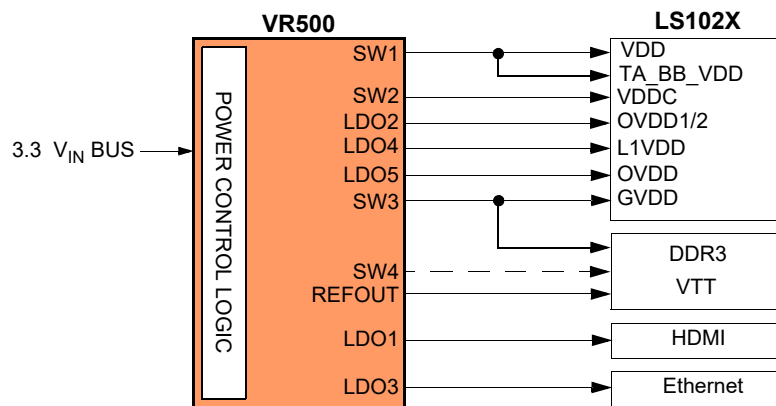 VR500
LS102X
SW1
VDD
TA_BB_VDD
SW2
VDDC
LDO2
OVDD1/2
3.3 VIN BUS
POWER CONTROL LOGIC
LDO4
L1VDD
LDO5
OVDD
SW3
GVDD
DDR3
SW4
VTT
REFOUT
LDO1
HDMI
LDO3
Ethernet